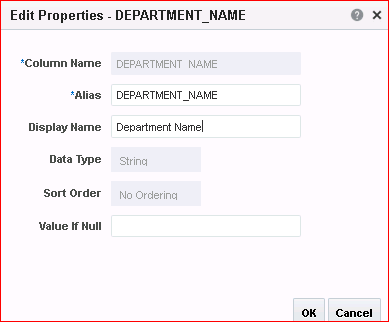 Edit Properties - DEPARTMENT_NAME
*Column Name DEPARTMENT_NAME
*Alias DEPARTMENT_NAME
Display Name Department Name
Data Type String
Sort Order No Ordering
Value If Null
OK Cancel